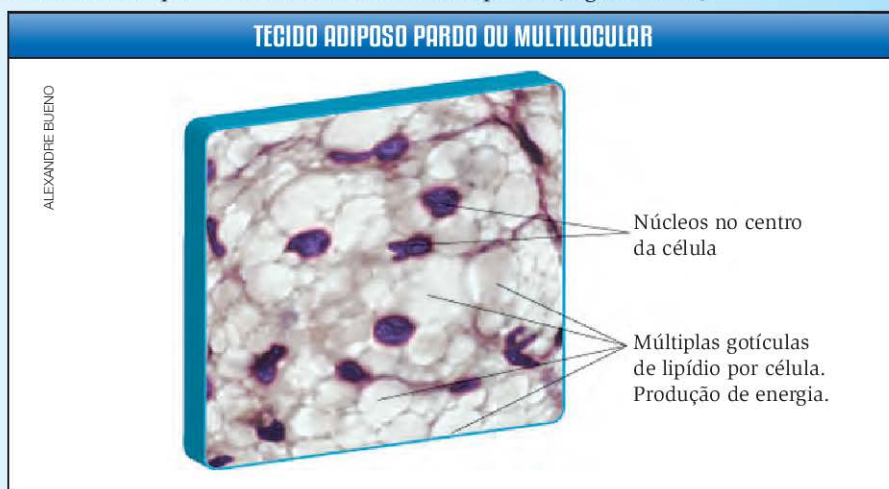 TECIDO ADIPOSO PARDO OU MULTILOCULAR
ALEXANDRE BUENO
Núcleos no centro
da célula
Múltiplas gotículas
de lipídio por célula.
Produção de energia.